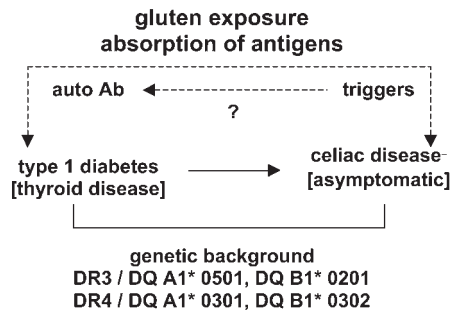 gluten exposure
absorption of antigens
auto Ab
triggers
?
type 1 diabetes
[thyroid disease]
celiac disease
[asymptomatic]
genetic background
DR3 / DQ A1* 0501, DQ B1* 0201
DR4 / DQ A1* 0301, DQ B1* 0302